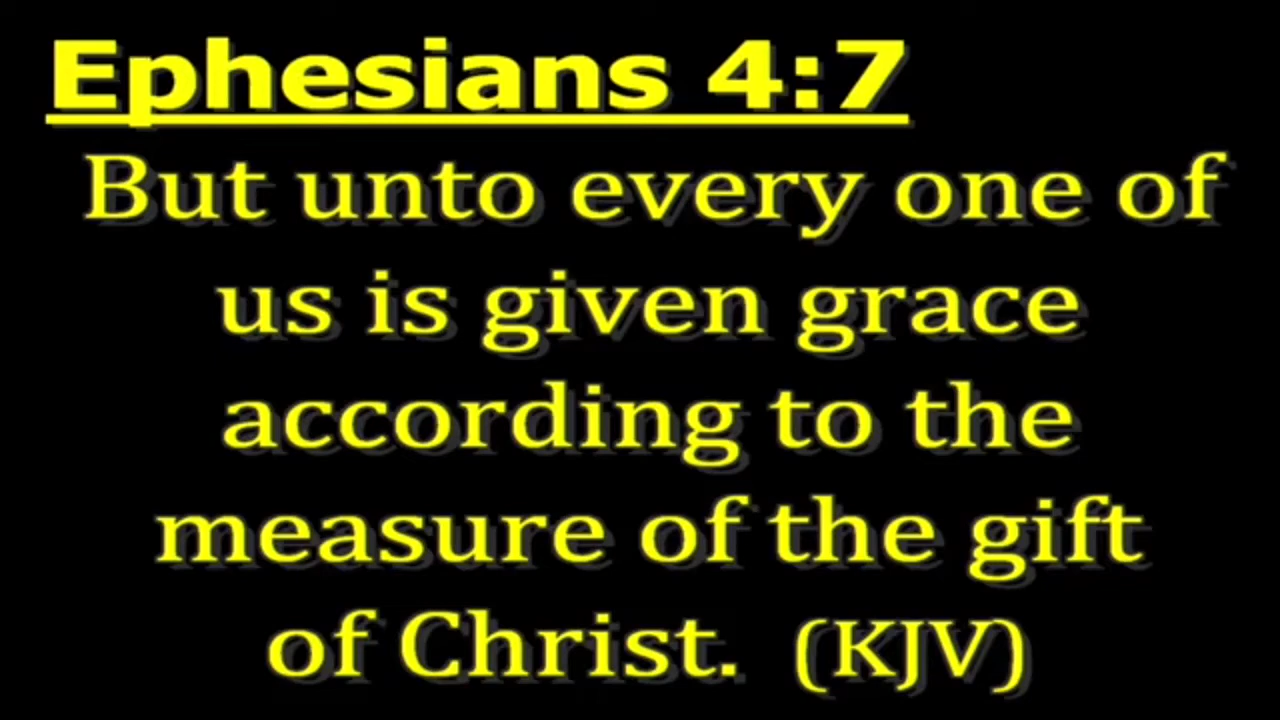 Ephesians 4:7
But unto every one of
us is given grace
according to the
measure of the gift
of Christ. (KJV)